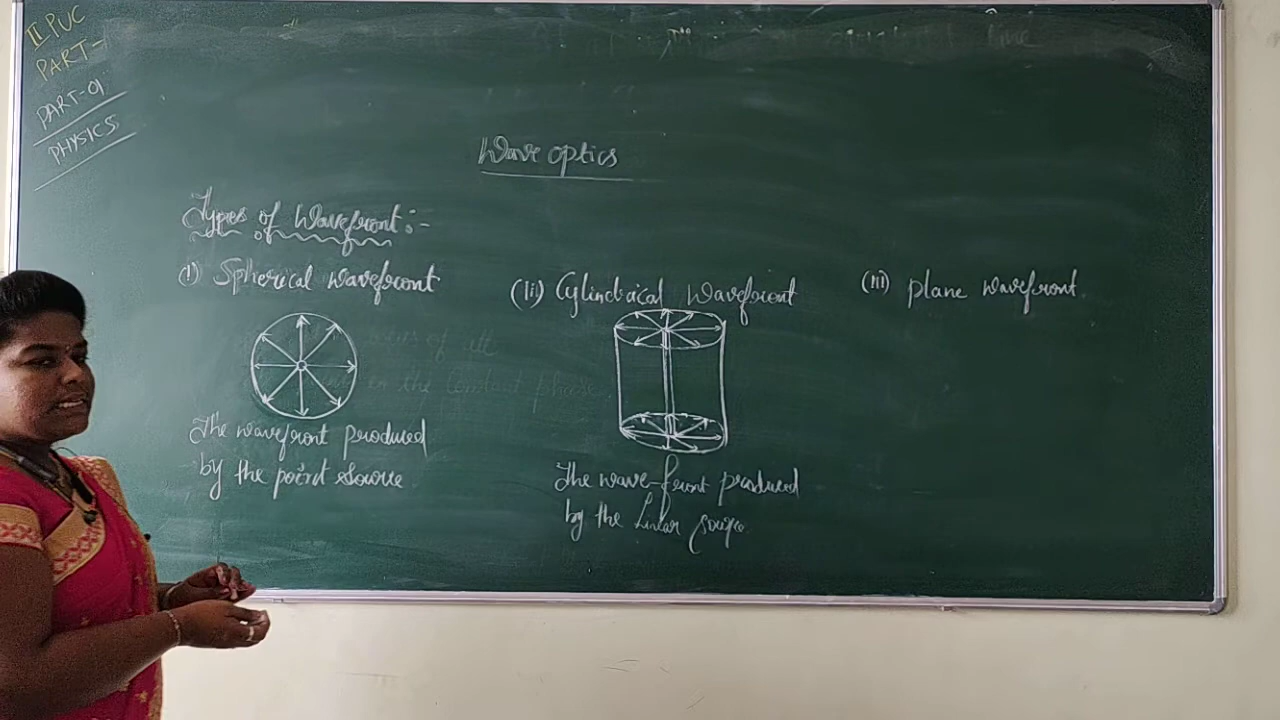 II PUC
PART-
PART-01
PHYSICS
Wave optics
Types of Wavefront:-
(i) Spherical wavefront
(ii) Cylindrical Wavefront
(iii) plane wavefront
The wavefront produced
by the point source
The wave-front produced
by the Linear source